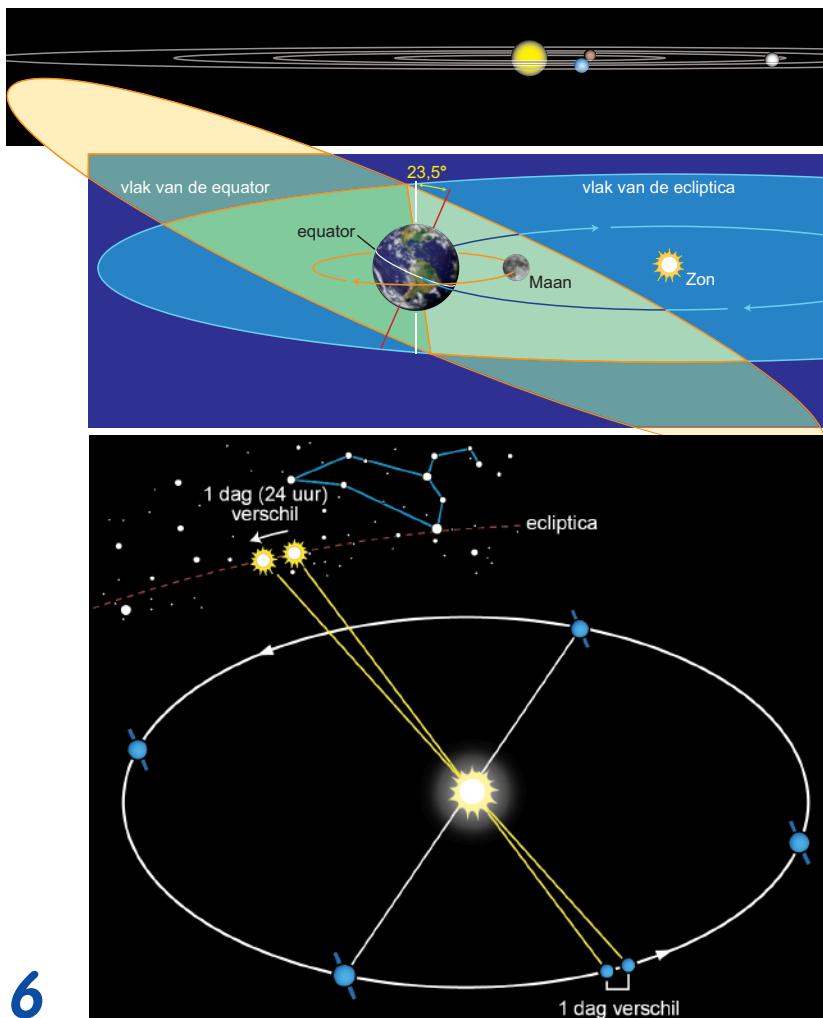 23,5°
vlak van de equator
vlak van de ecliptica
equator
Maan
Zon
1 dag (24 uur)
verschil
ecliptica
1 dag verschil
6